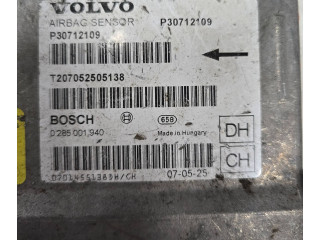 VOLVO
AIRBAG SENSOR P30712109
P30712109
T207052505138
BOSCH 658
0 285 001 940 Made in Hungary
DH
CH
07-05-25